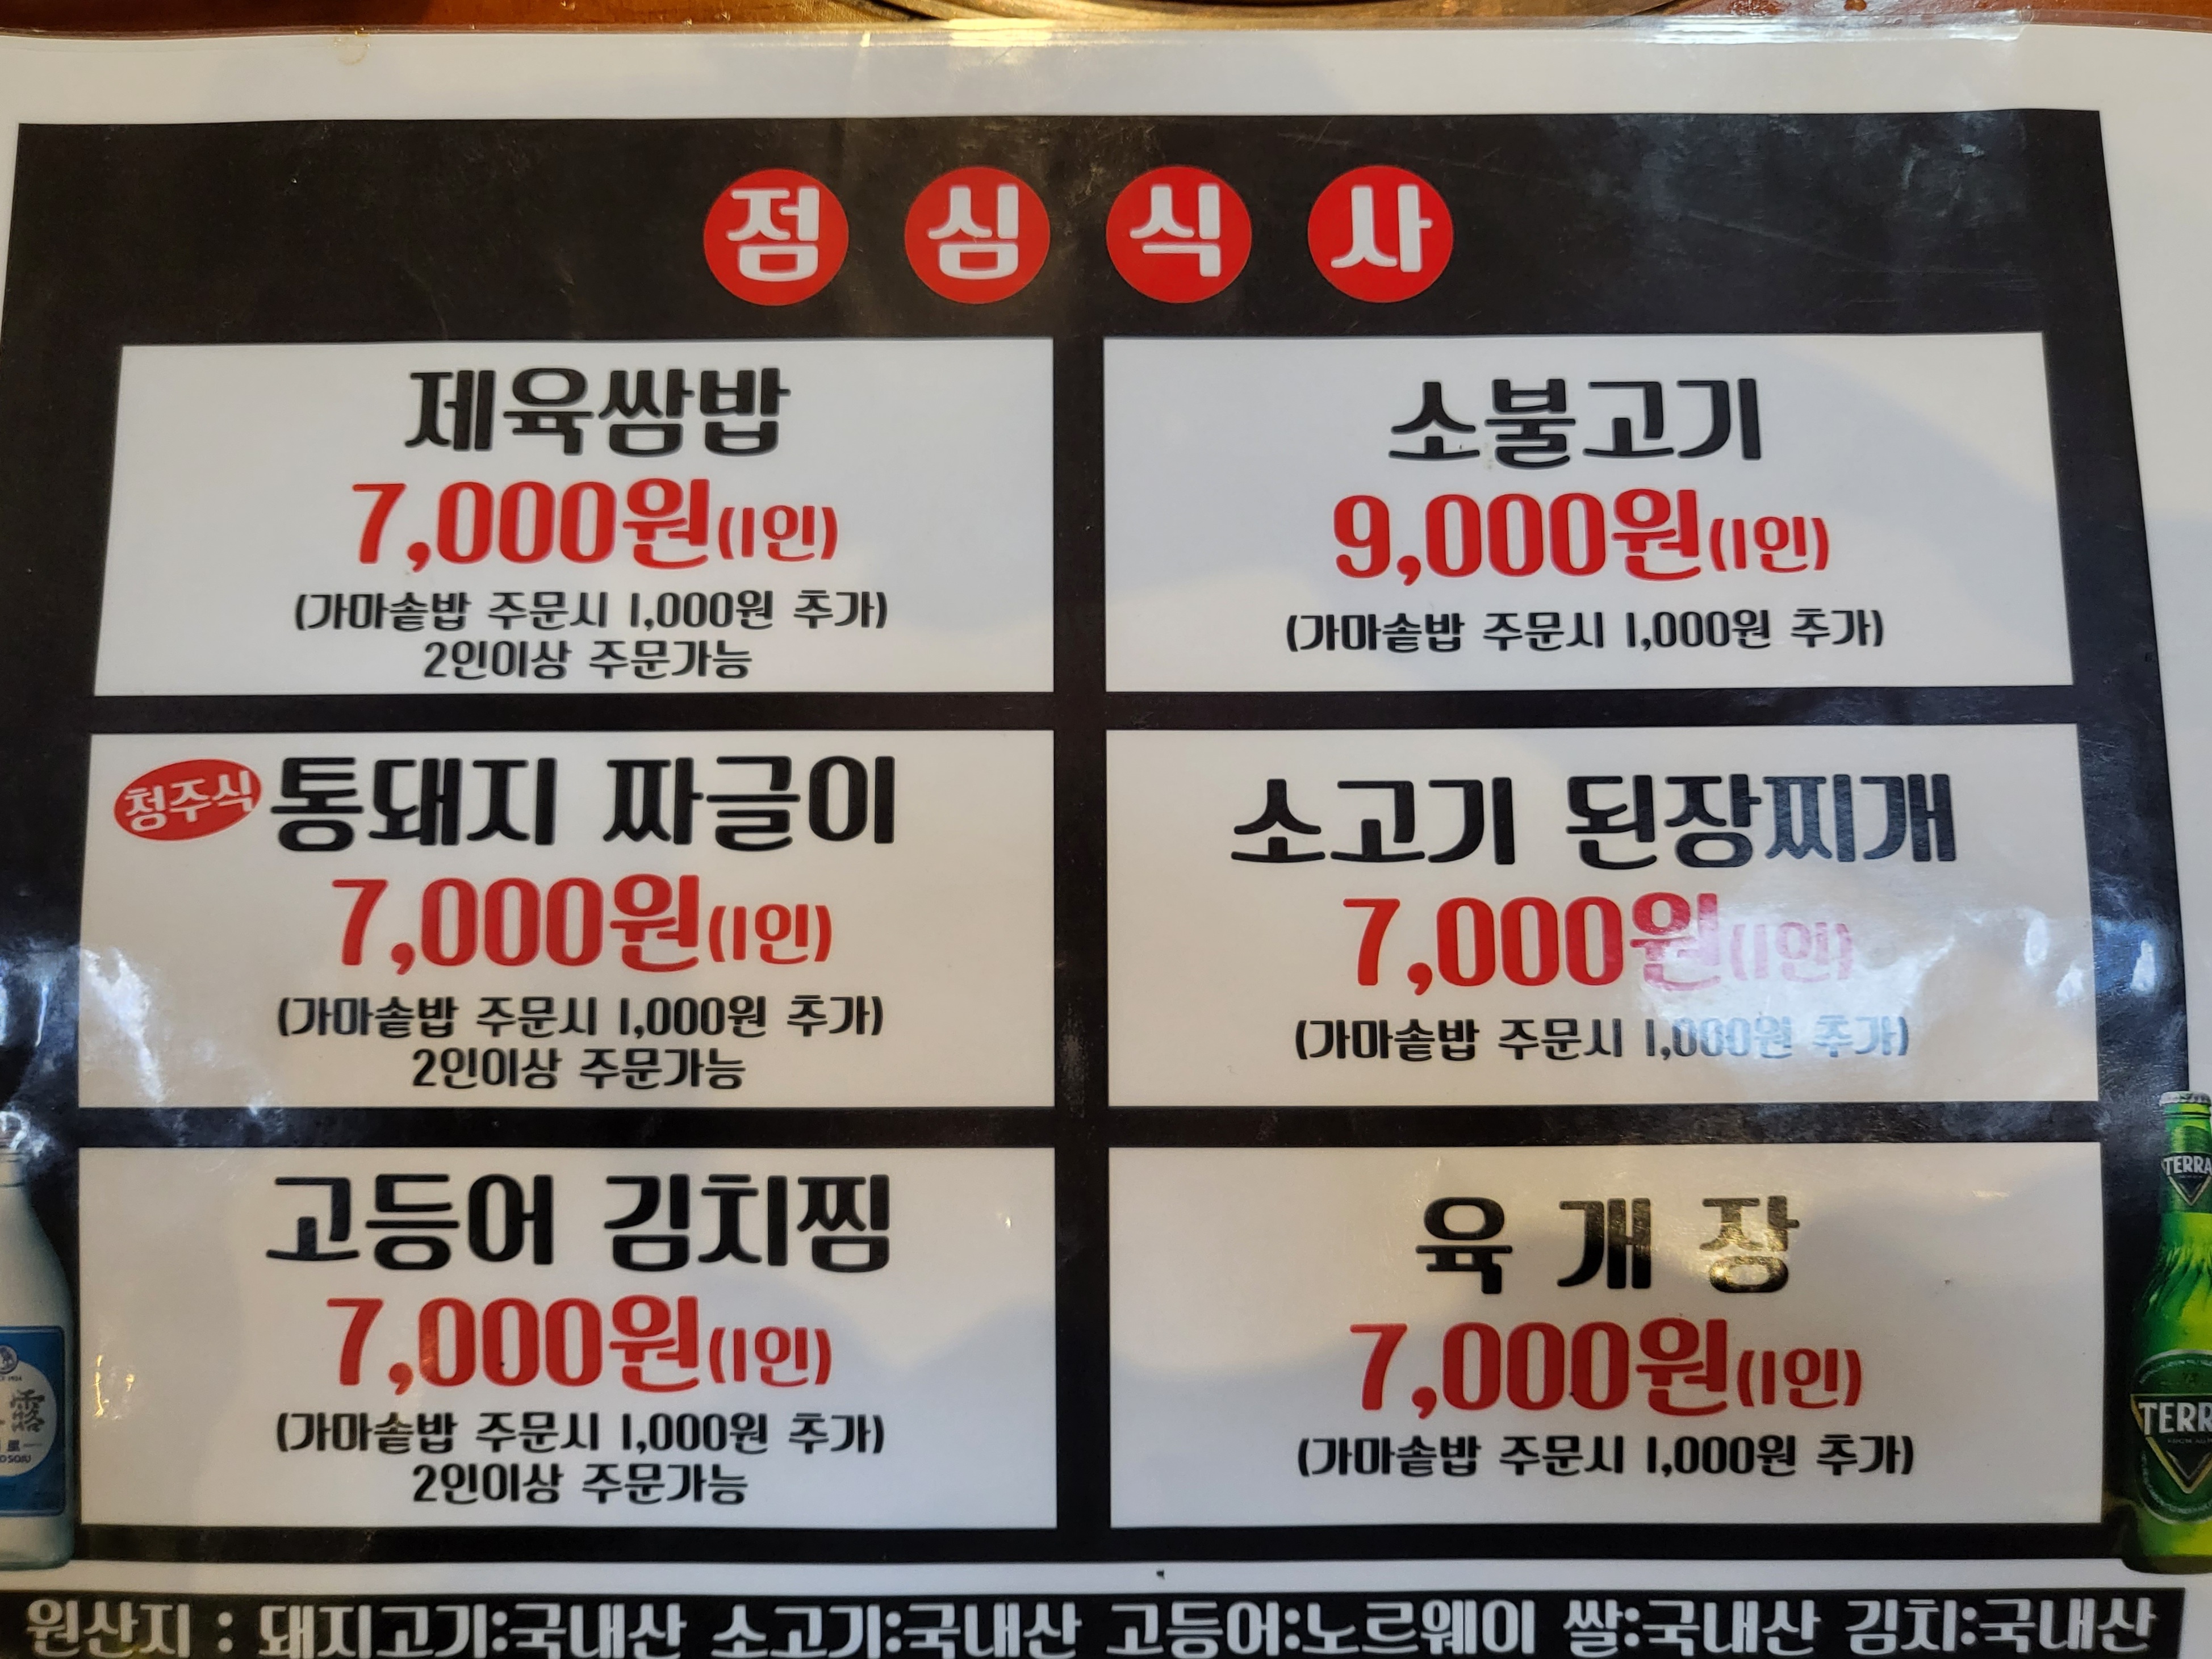 점심식사
제육쌈밥
7,000원(1인)
(가마솥밥 주문시 1,000원 추가)
2인이상 주문가능
소불고기
9,000원(1인)
(가마솥밥 주문시 1,000원 추가)
청주식 통돼지 짜글이
7,000원(1인)
(가마솥밥 주문시 1,000원 추가)
2인이상 주문가능
소고기 된장찌개
7,000원(1인)
(가마솥밥 주문시 1,000원 추가)
고등어 김치찜
7,000원(1인)
(가마솥밥 주문시 1,000원 추가)
2인이상 주문가능
육개장
7,000원(1인)
(가마솥밥 주문시 1,000원 추가)
露
TERRA
TERR
원산지 : 돼지고기:국내산 소고기:국내산 고등어:노르웨이 쌀:국내산 김치:국내산